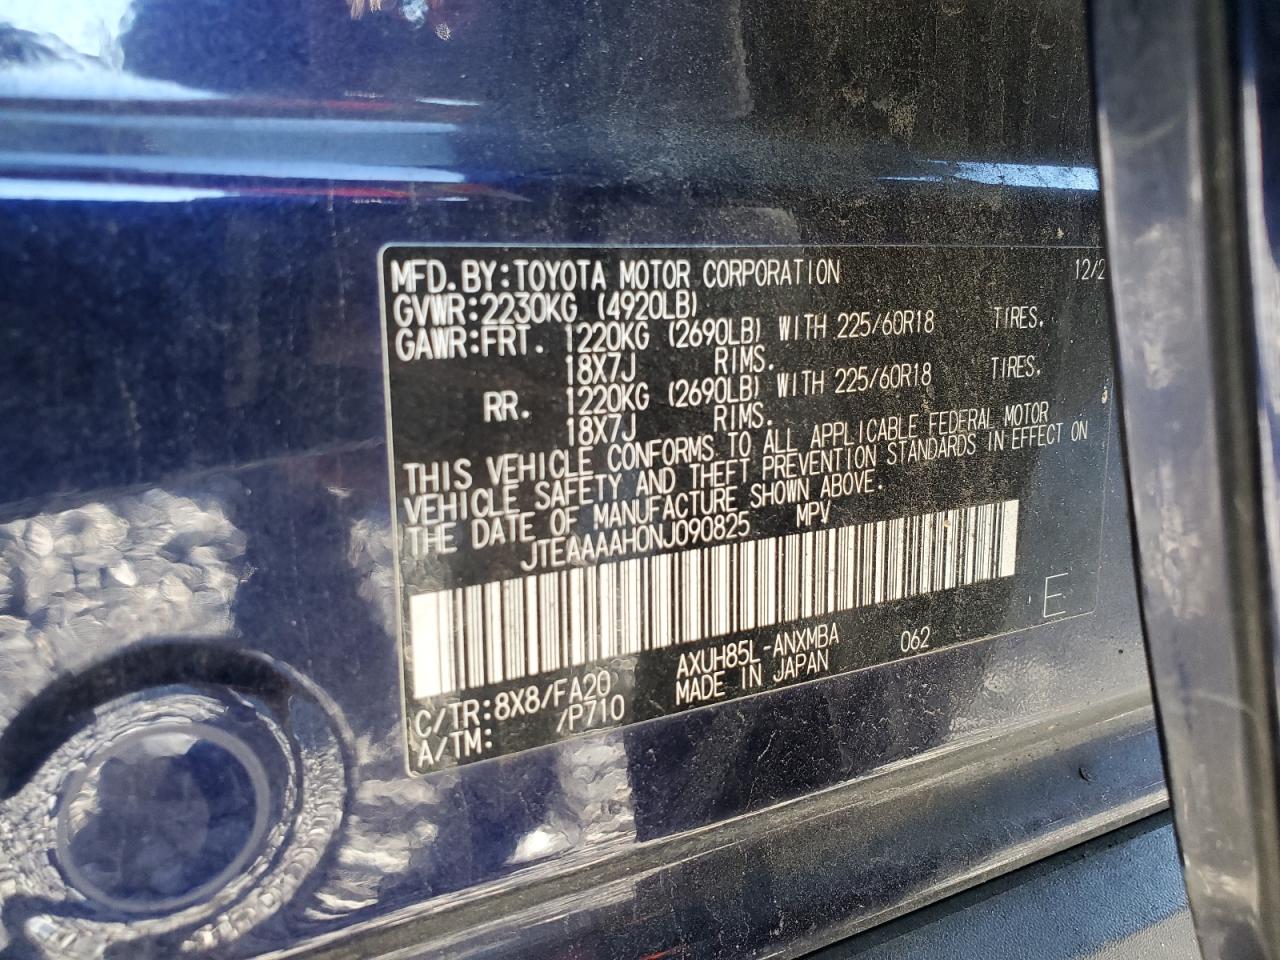 MFD.BY:TOYOTA MOTOR CORPORATION 12/2
GVWR:2230KG (4920LB)
GAWR:FRT. 1220KG (2690LB) WITH 225/60R18 TIRES.
18X7J RIMS.
RR. 1220KG (2690LB) WITH 225/60R18 TIRES.
18X7J RIMS.
THIS VEHICLE CONFORMS TO ALL APPLICABLE FEDERAL MOTOR
VEHICLE SAFETY AND THEFT PREVENTION STANDARDS IN EFFECT ON
THE DATE OF MANUFACTURE SHOWN ABOVE.
JTEAAAAH0NJ090825 MPV
E
AXUH85L-ANXMBA 062
C/TR:8X8/FA20 MADE IN JAPAN
A/TM: /P710